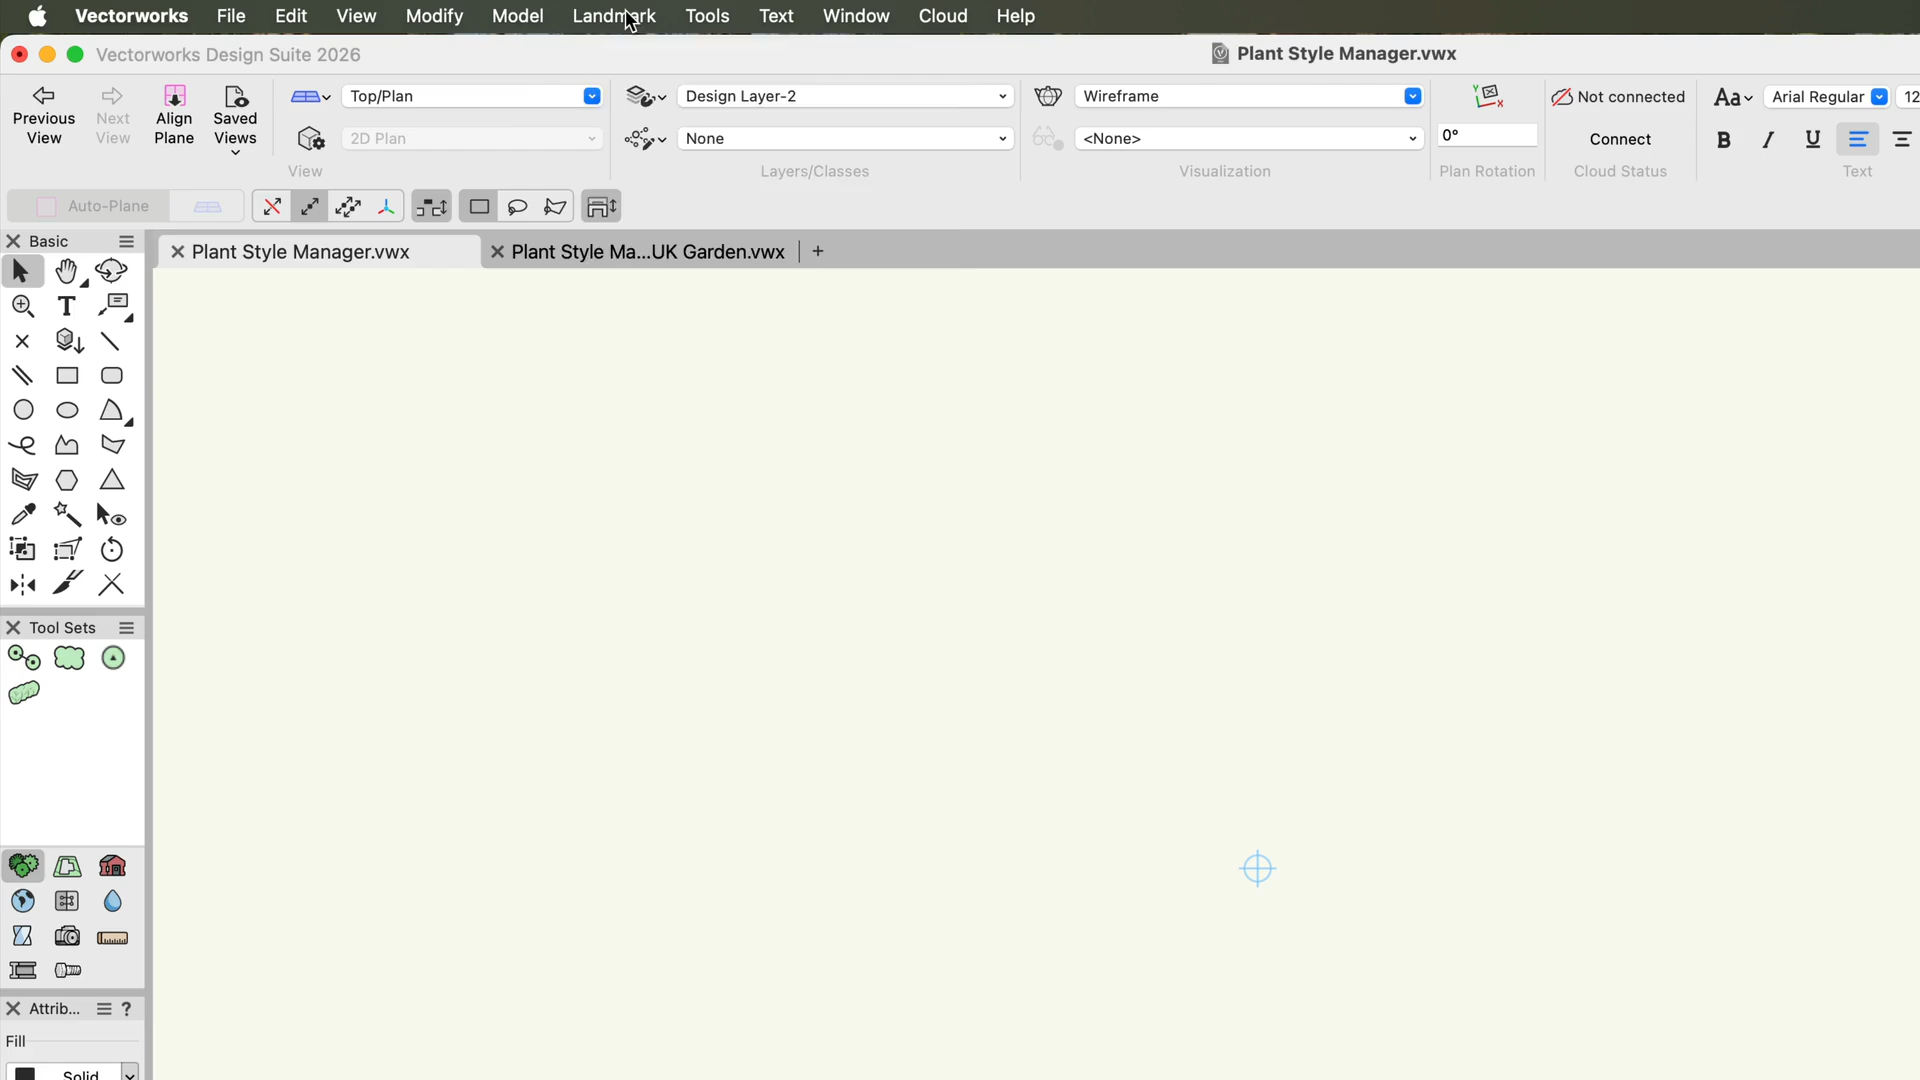 Vectorworks File Edit View Modify Model Landmark Tools Text Window Cloud Help
Vectorworks Design Suite 2026
Plant Style Manager.vwx
Previous View
Next View
Align Plane
Saved Views
Top/Plan
2D Plan
View
Design Layer-2
None
Layers/Classes
Wireframe
<None>
Visualization
0°
Plan Rotation
Not connected
Connect
Cloud Status
Aa
Arial Regular
12
B I U
Text
Auto-Plane
Basic
Plant Style Manager.vwx
Plant Style Ma...UK Garden.vwx
+
T
Tool Sets
Attrib... ?
Fill
Solid